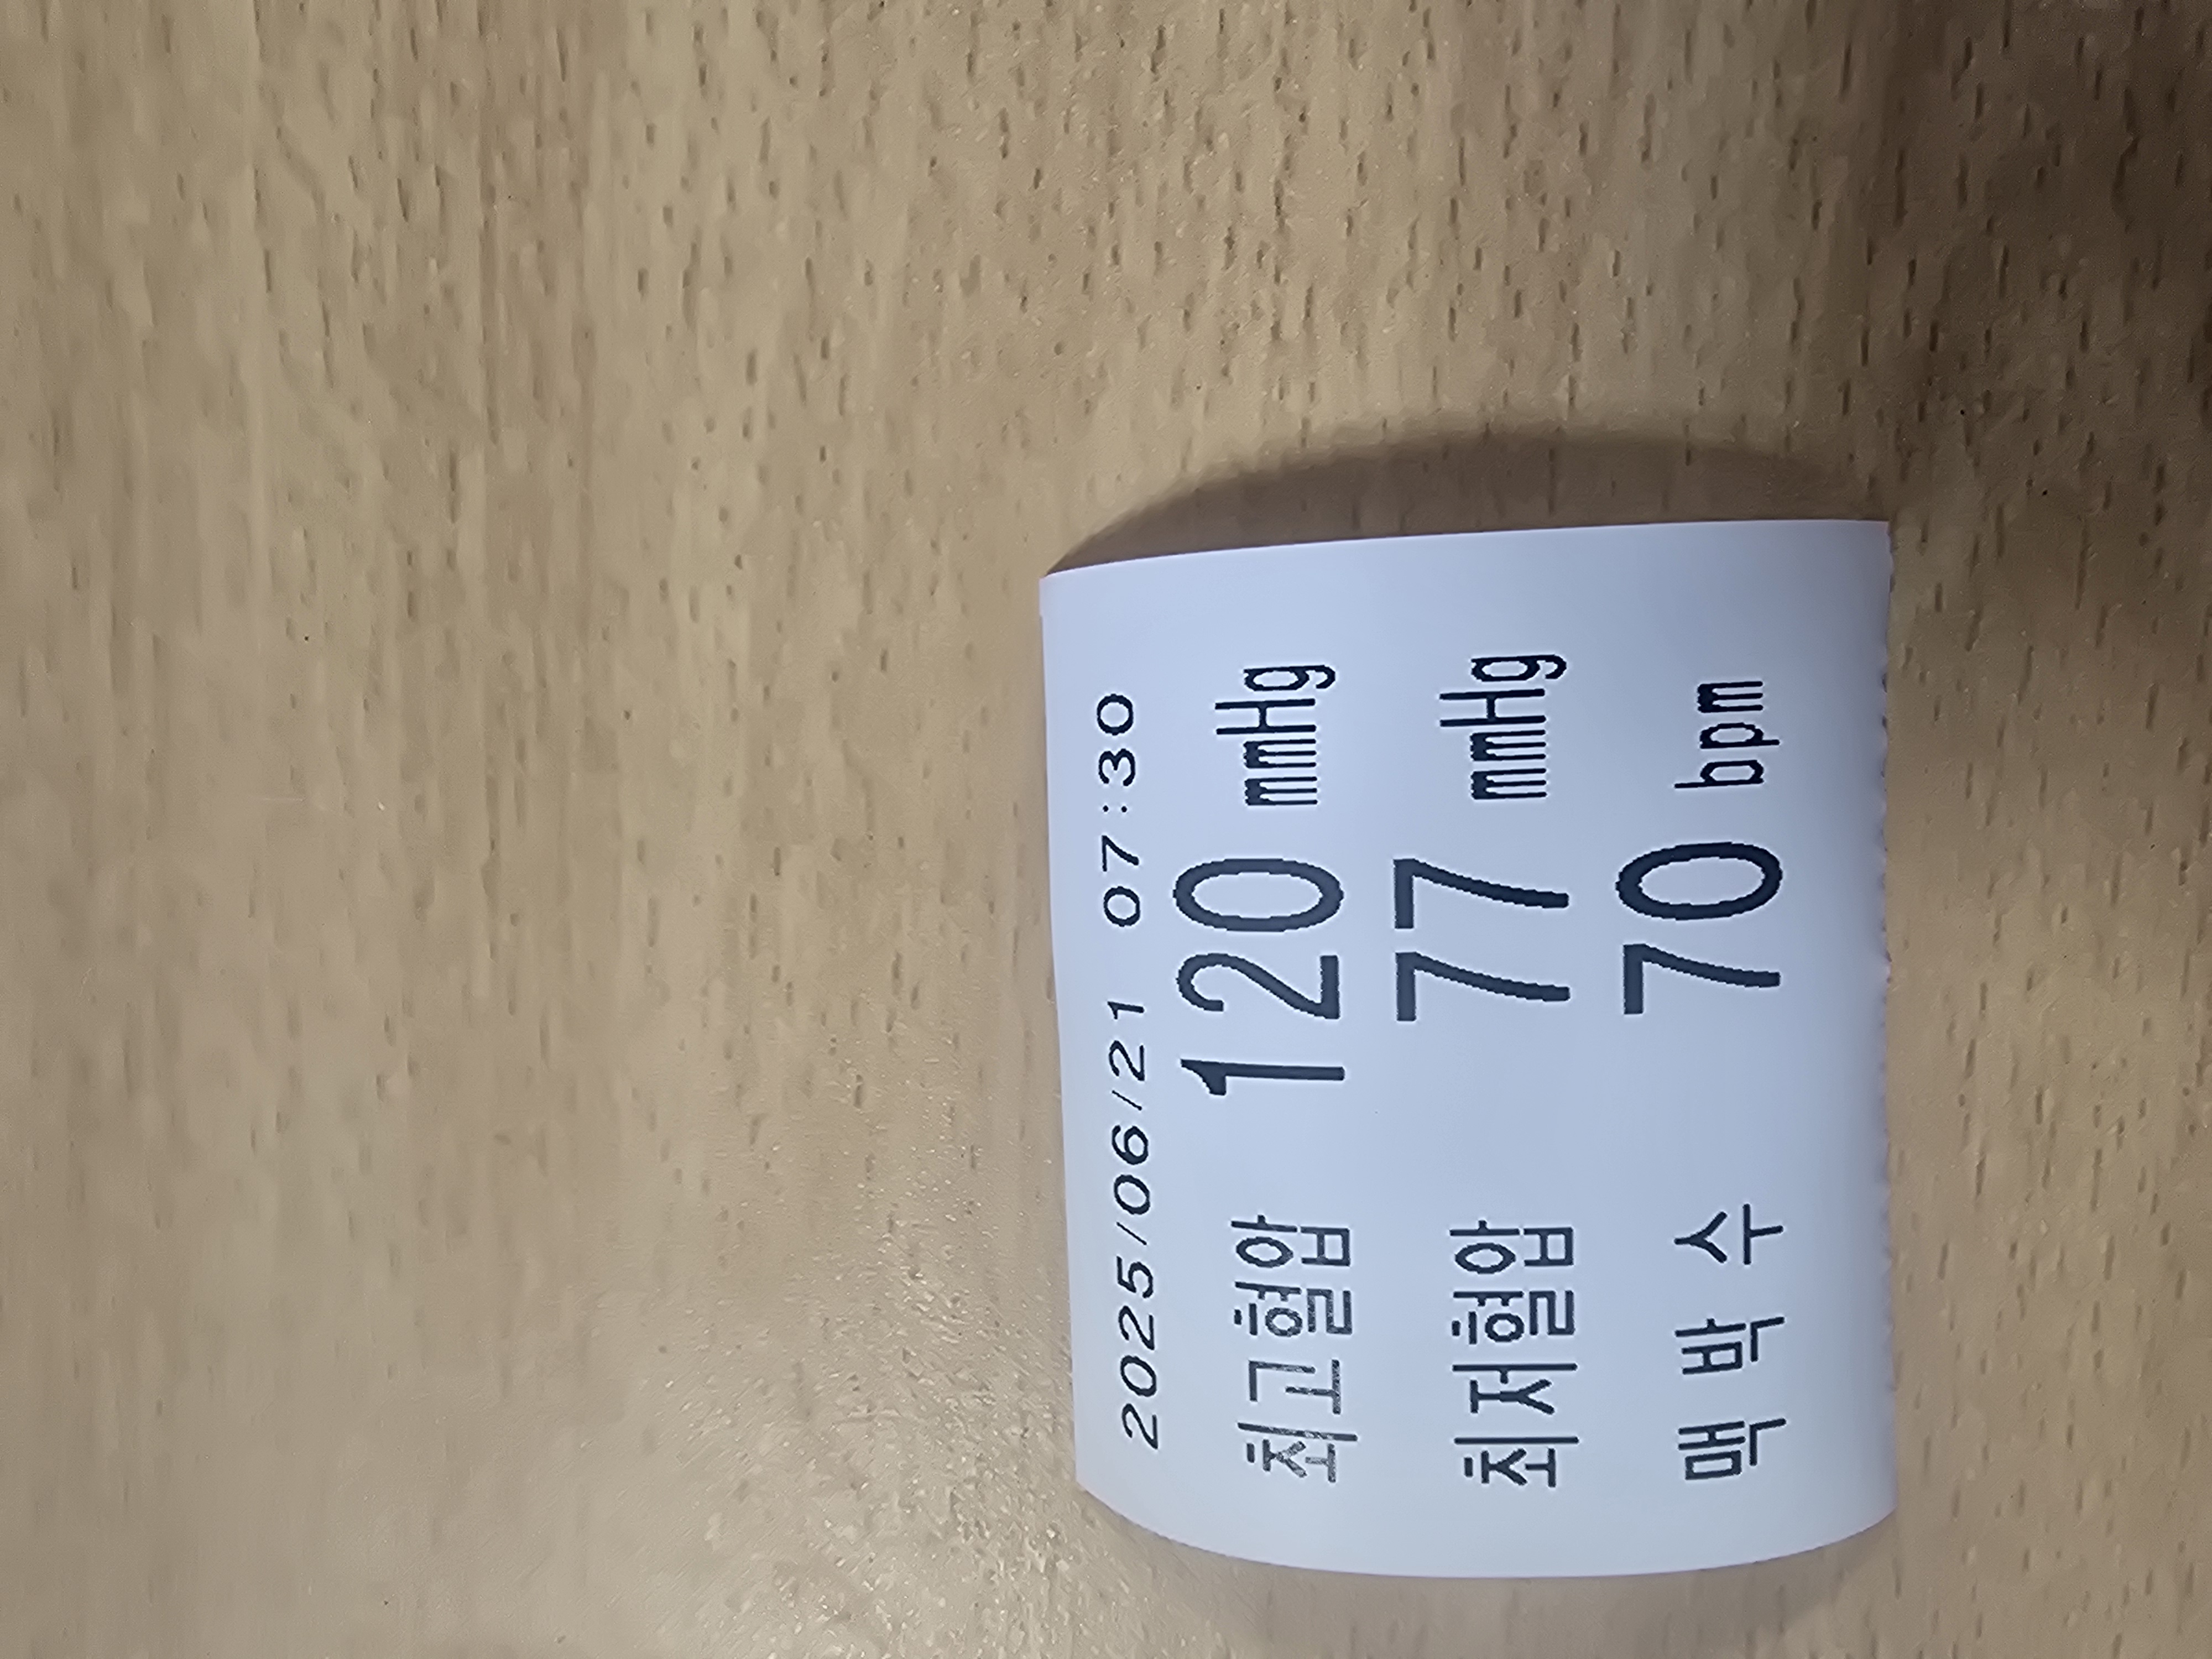 2025/06/21 07:30
최고혈압 120 mmHg
최저혈압 77 mmHg
맥 박 수 70 bpm